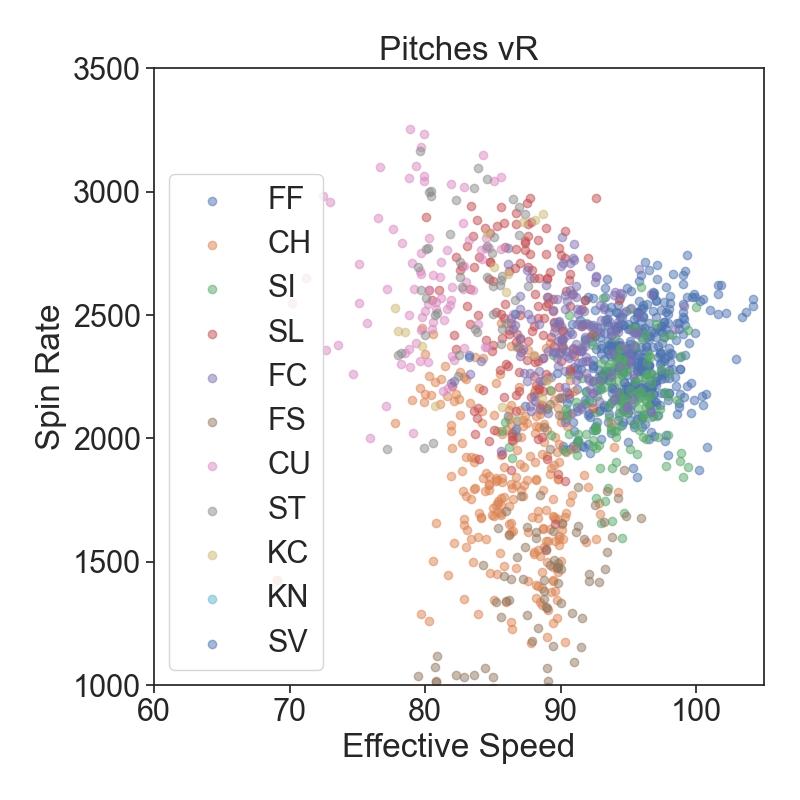 Pitches vR
3500
3000
2500
2000
1500
1000
Spin Rate
FF
CH
SI
SL
FC
FS
CU
ST
KC
KN
SV
60 70 80 90 100
Effective Speed